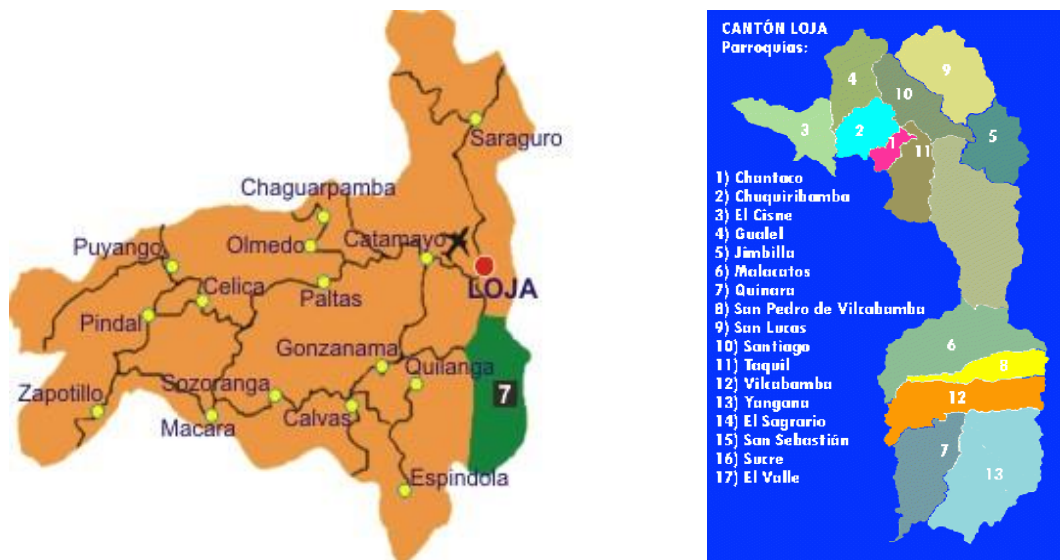 Saraguro
Chaguarpamba
Puyango
Olmedo
Catamayo
LOJA
Celica
Paltas
Pindal
Gonzanama
Quilanga
7
Zapotillo
Sozoranga
Macara
Calvas
Espindola
CANTÓN LOJA
Parroquias:
4
9
10
3
2
1
11
5
1) Chantaco
2) Chuquiribamba
3) El Cisne
4) Gualel
5) Jimbilla
6) Malacatos
7) Quinara
8) San Pedro de Vilcabamba
9) San Lucas
10) Santiago
11) Taquil
12) Vilcabamba
13) Yangana
14) El Sagrario
15) San Sebastián
16) Sucre
17) El Valle
6
8
12
7
13